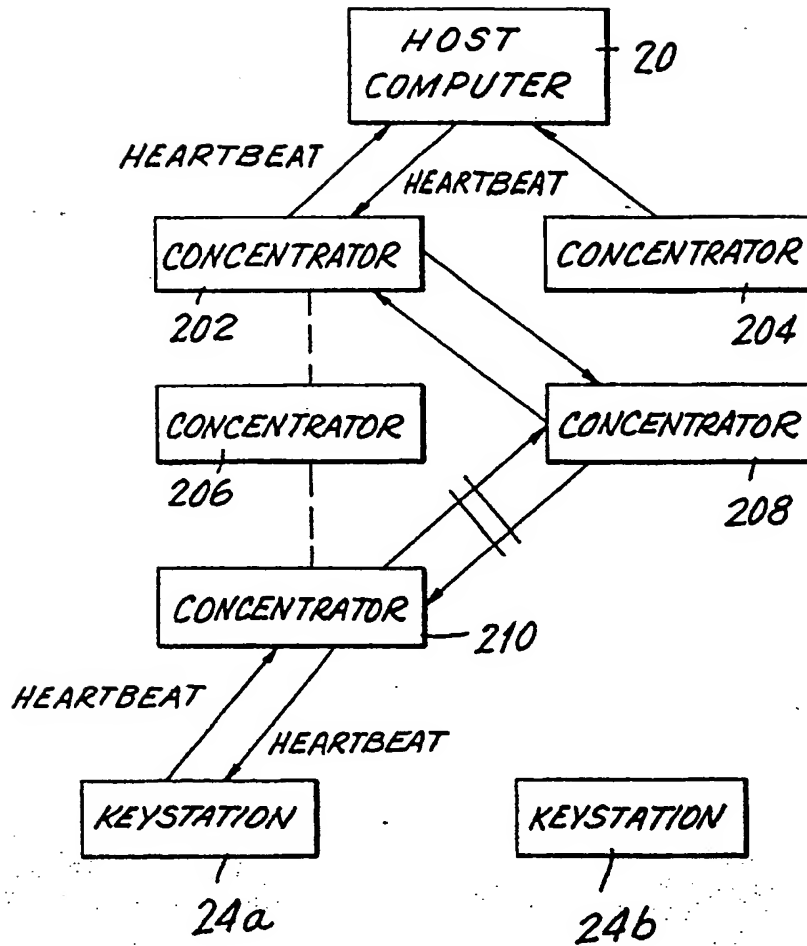 HOST
COMPUTER
20
HEARTBEAT
HEARTBEAT
CONCENTRATOR
202
CONCENTRATOR
204
CONCENTRATOR
206
CONCENTRATOR
208
CONCENTRATOR
210
HEARTBEAT
HEARTBEAT
KEYSTATION
24a
KEYSTATION
24b